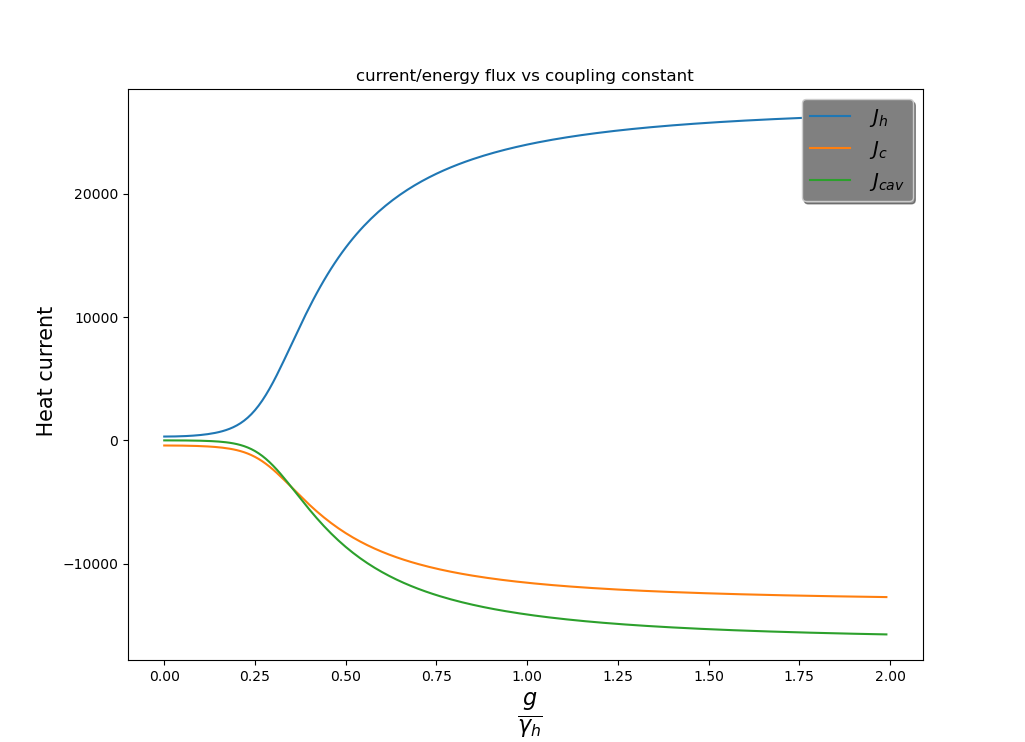 current/energy flux vs coupling constant
J_h
J_c
J_cav
20000
10000
0
−10000
Heat current
0.00 0.25 0.50 0.75 1.00 1.25 1.50 1.75 2.00
g
γ_h